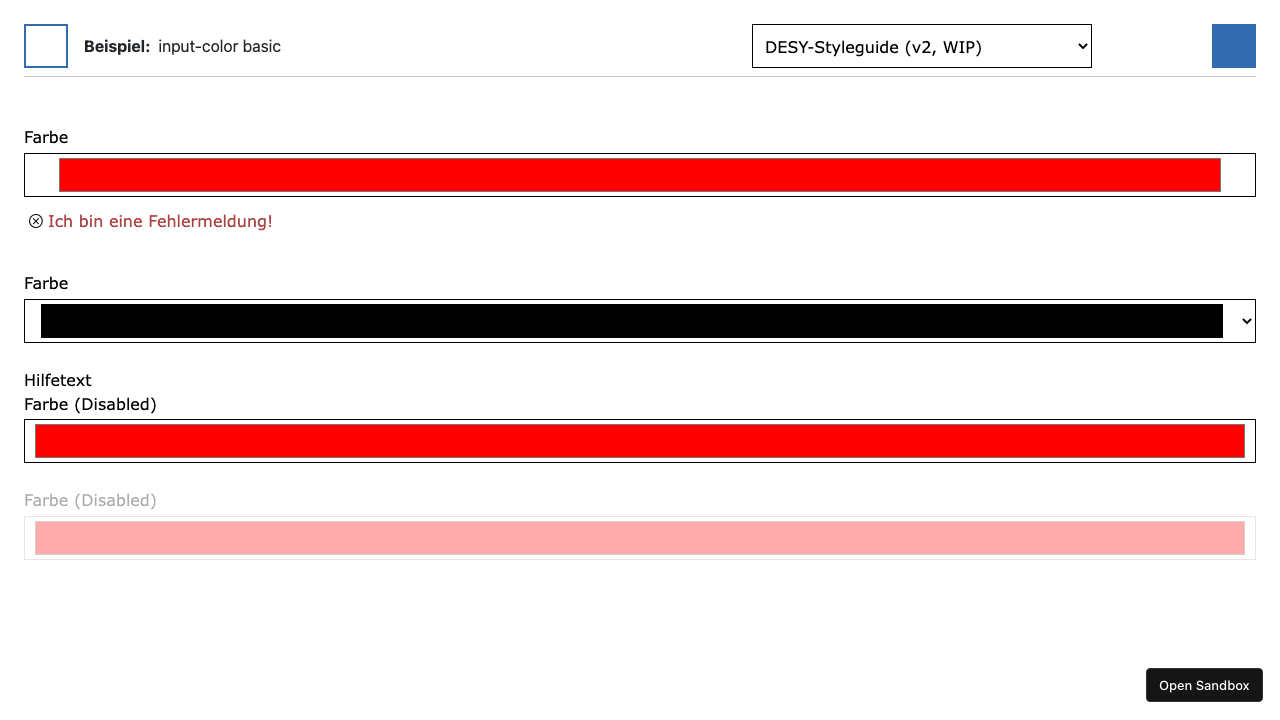 Beispiel: input-color basic
DESY-Styleguide (v2, WIP)
Farbe
Ich bin eine Fehlermeldung!
Farbe
Hilfetext
Farbe (Disabled)
Farbe (Disabled)
Open Sandbox